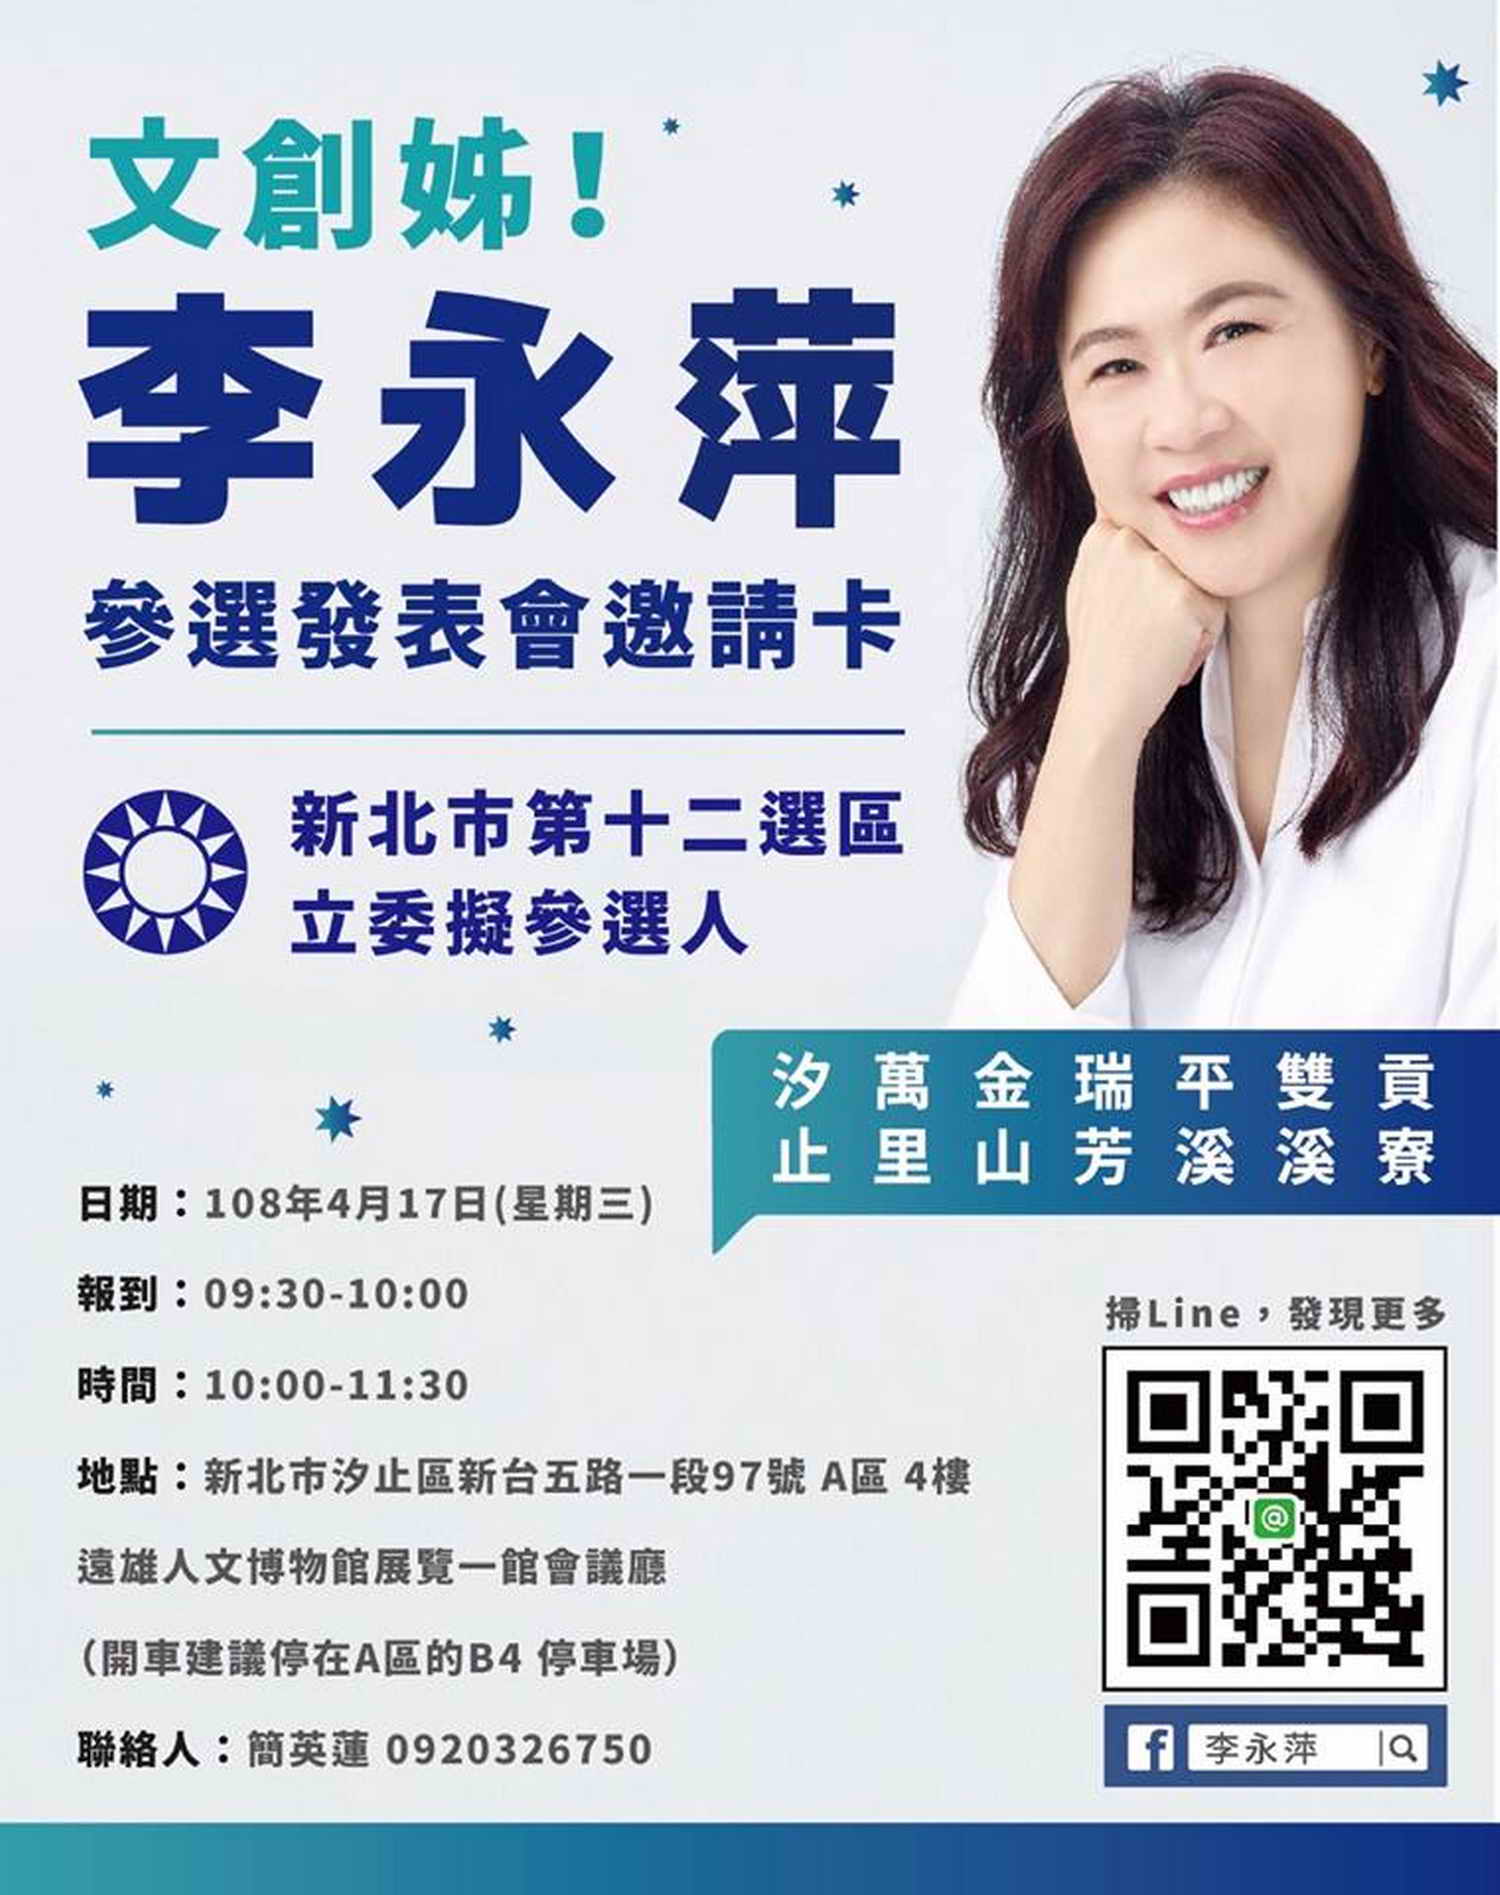 文創姊!
李永萍
參選發表會邀請卡
新北市第十二選區
立委擬參選人
汐止 萬里 金山 瑞芳 平溪 雙溪 貢寮
日期：108年4月17日(星期三)
報到：09:30-10:00
時間：10:00-11:30
地點：新北市汐止區新台五路一段97號 A區 4樓
遠雄人文博物館展覽一館會議廳
（開車建議停在A區的B4 停車場）
聯絡人：簡英蓮 0920326750
掃Line，發現更多
李永萍